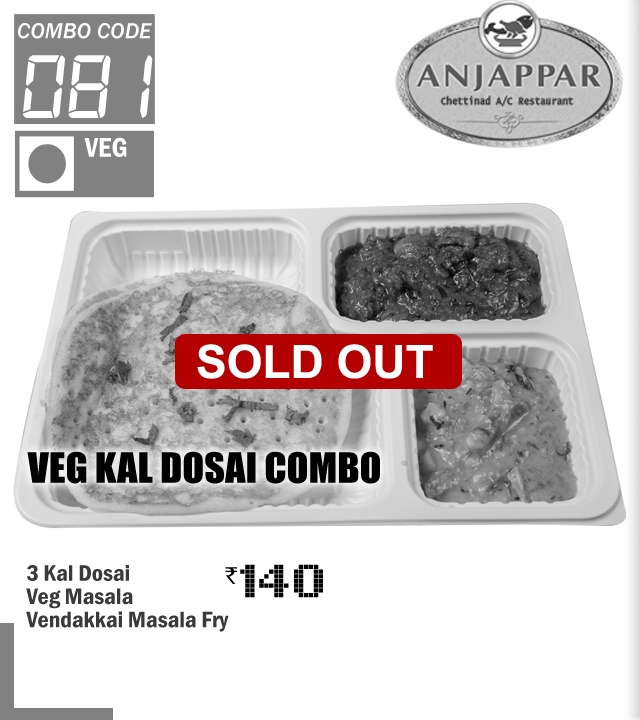 COMBO CODE
081
VEG
ANJAPPAR
Chettinad A/C Restaurant
SOLD OUT
VEG KAL DOSAI COMBO
3 Kal Dosai
₹140
Veg Masala
Vendakkai Masala Fry